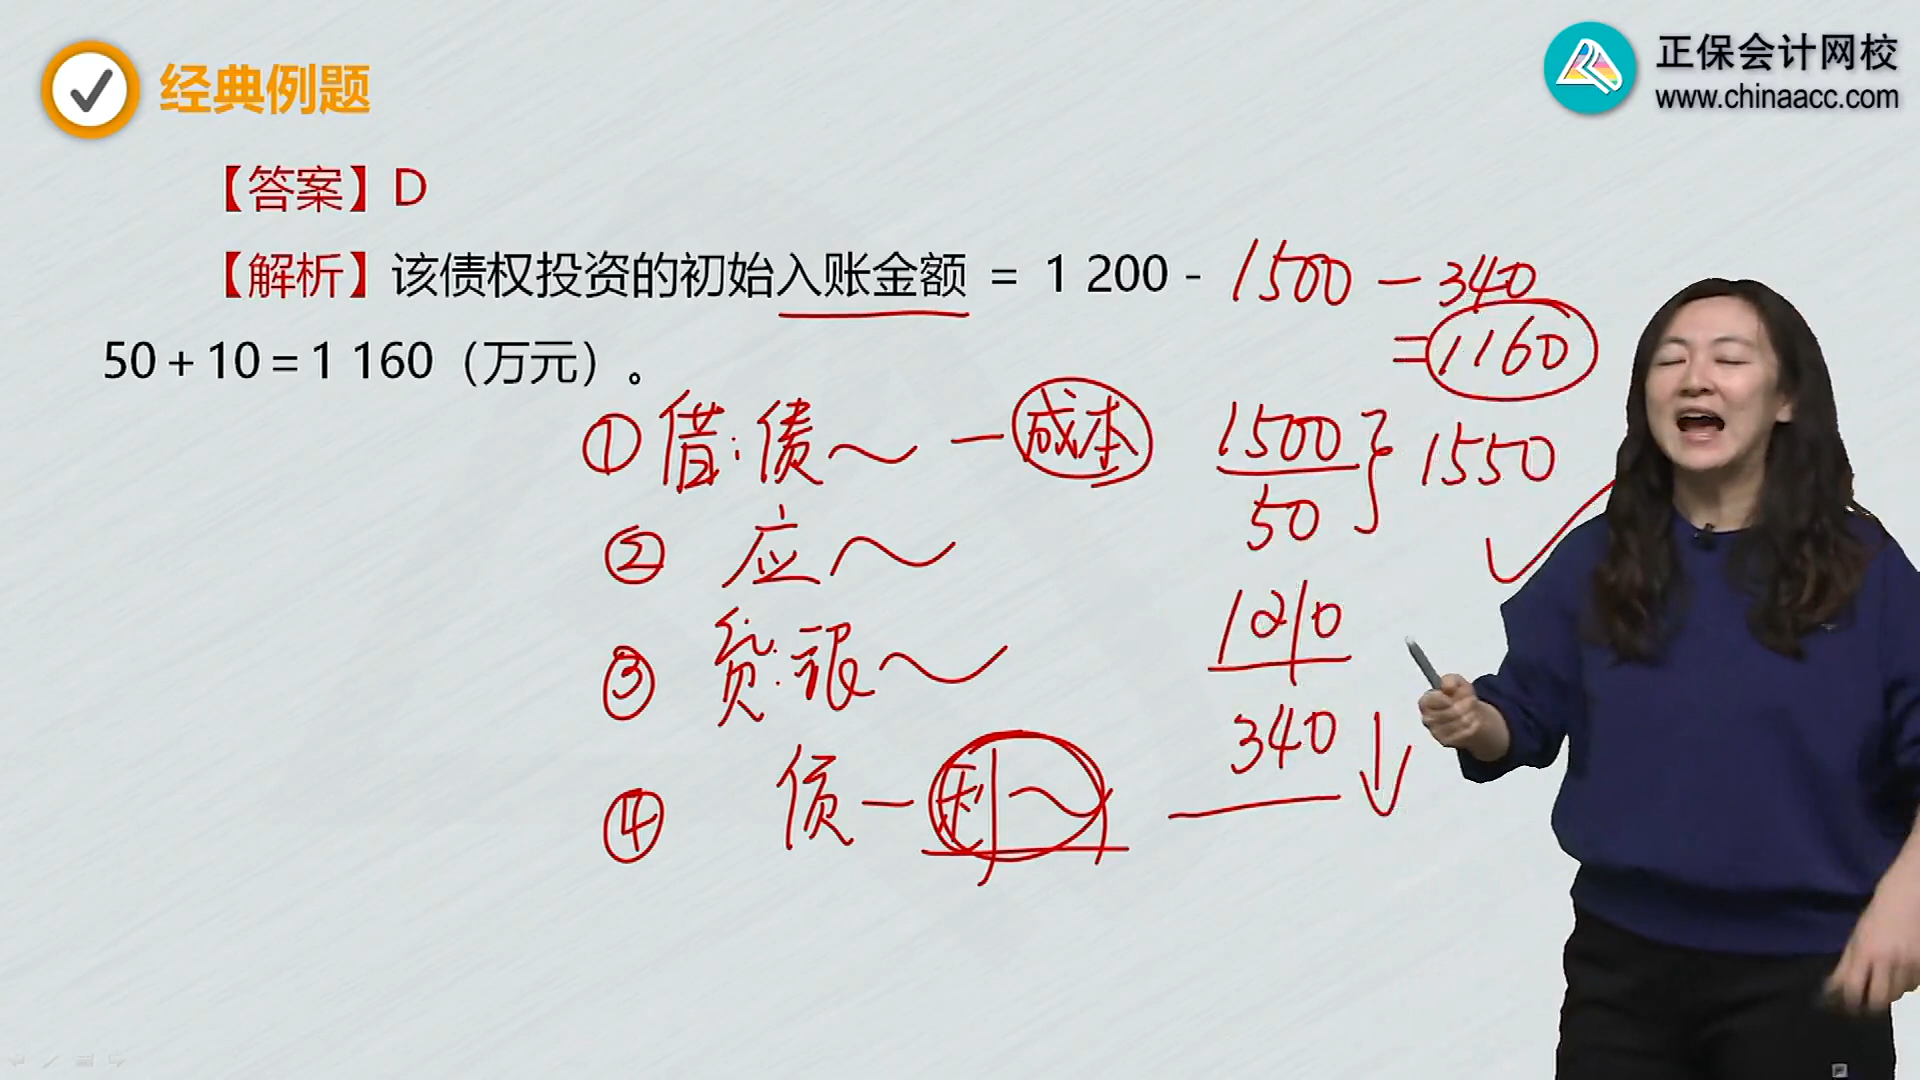 经典例题
正保会计网校
www.chinaacc.com
【答案】D
【解析】该债权投资的初始入账金额 = 1 200 -
50 + 10 = 1 160（万元）。
1500 - 340
= 1160
① 借: 债~ - 成本 1500
50 } 1550
② 应~
③ 贷: 银~ 1210
④ 债 - 利~ 340